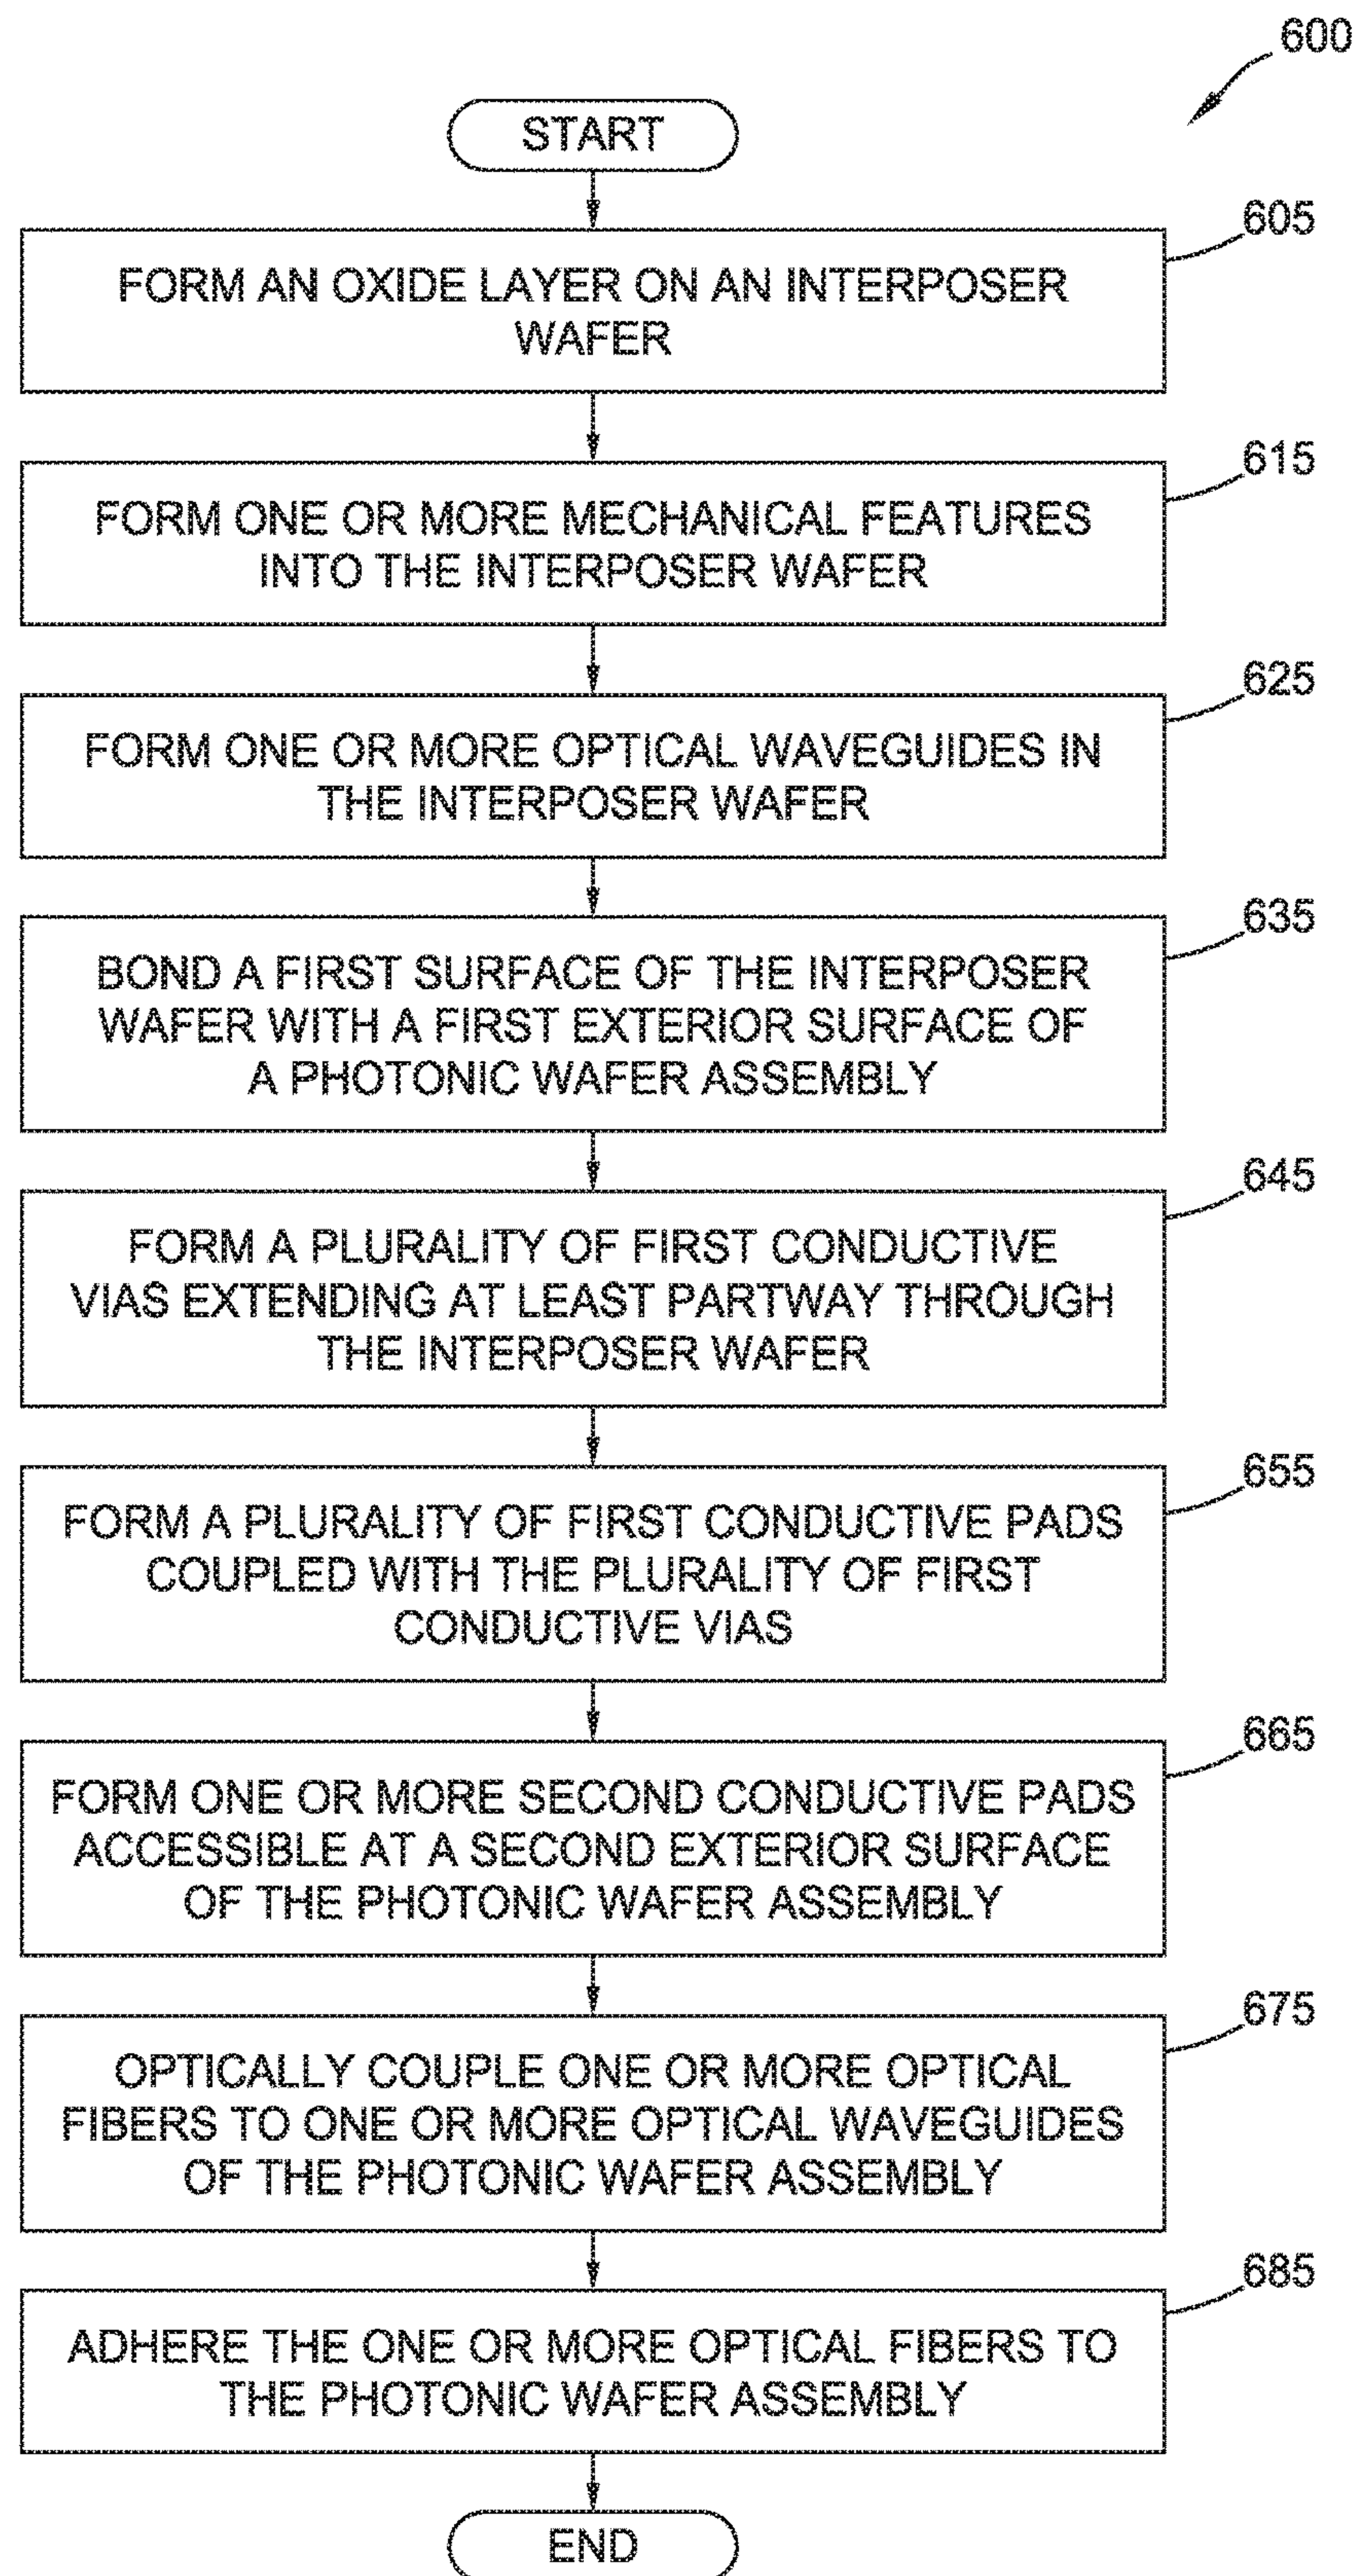 600
START
605
FORM AN OXIDE LAYER ON AN INTERPOSER
WAFER
615
FORM ONE OR MORE MECHANICAL FEATURES
INTO THE INTERPOSER WAFER
625
FORM ONE OR MORE OPTICAL WAVEGUIDES IN
THE INTERPOSER WAFER
635
BOND A FIRST SURFACE OF THE INTERPOSER
WAFER WITH A FIRST EXTERIOR SURFACE OF
A PHOTONIC WAFER ASSEMBLY
645
FORM A PLURALITY OF FIRST CONDUCTIVE
VIAS EXTENDING AT LEAST PARTWAY THROUGH
THE INTERPOSER WAFER
655
FORM A PLURALITY OF FIRST CONDUCTIVE PADS
COUPLED WITH THE PLURALITY OF FIRST
CONDUCTIVE VIAS
665
FORM ONE OR MORE SECOND CONDUCTIVE PADS
ACCESSIBLE AT A SECOND EXTERIOR SURFACE
OF THE PHOTONIC WAFER ASSEMBLY
675
OPTICALLY COUPLE ONE OR MORE OPTICAL
FIBERS TO ONE OR MORE OPTICAL WAVEGUIDES
OF THE PHOTONIC WAFER ASSEMBLY
685
ADHERE THE ONE OR MORE OPTICAL FIBERS TO
THE PHOTONIC WAFER ASSEMBLY
END